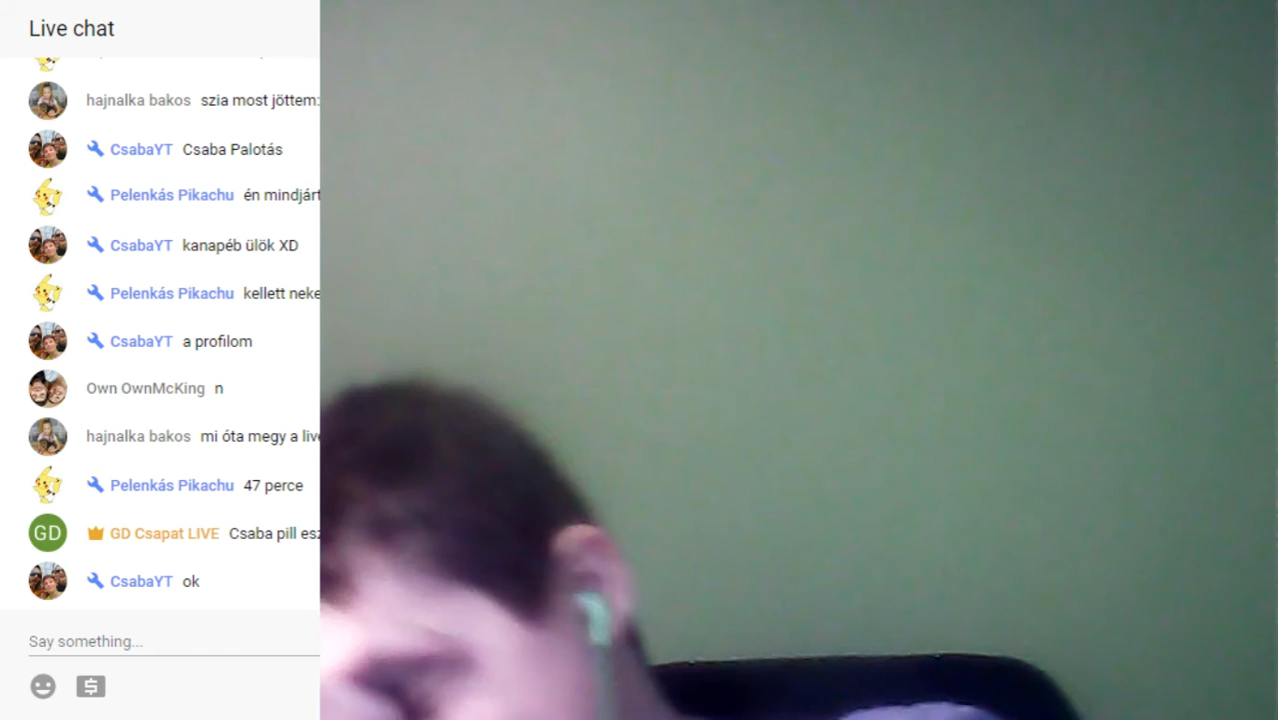 Live chat
hajnalka bakos szia most jöttem:
CsabaYT Csaba Palotás
Pelenkás Pikachu én mindjárt
CsabaYT kanapéb ülök XD
Pelenkás Pikachu kellett neke
CsabaYT a profilom
Own OwnMcKing n
hajnalka bakos mi óta megy a live
Pelenkás Pikachu 47 perce
GD GD Csapat LIVE Csaba pill esz
CsabaYT ok
Say something...